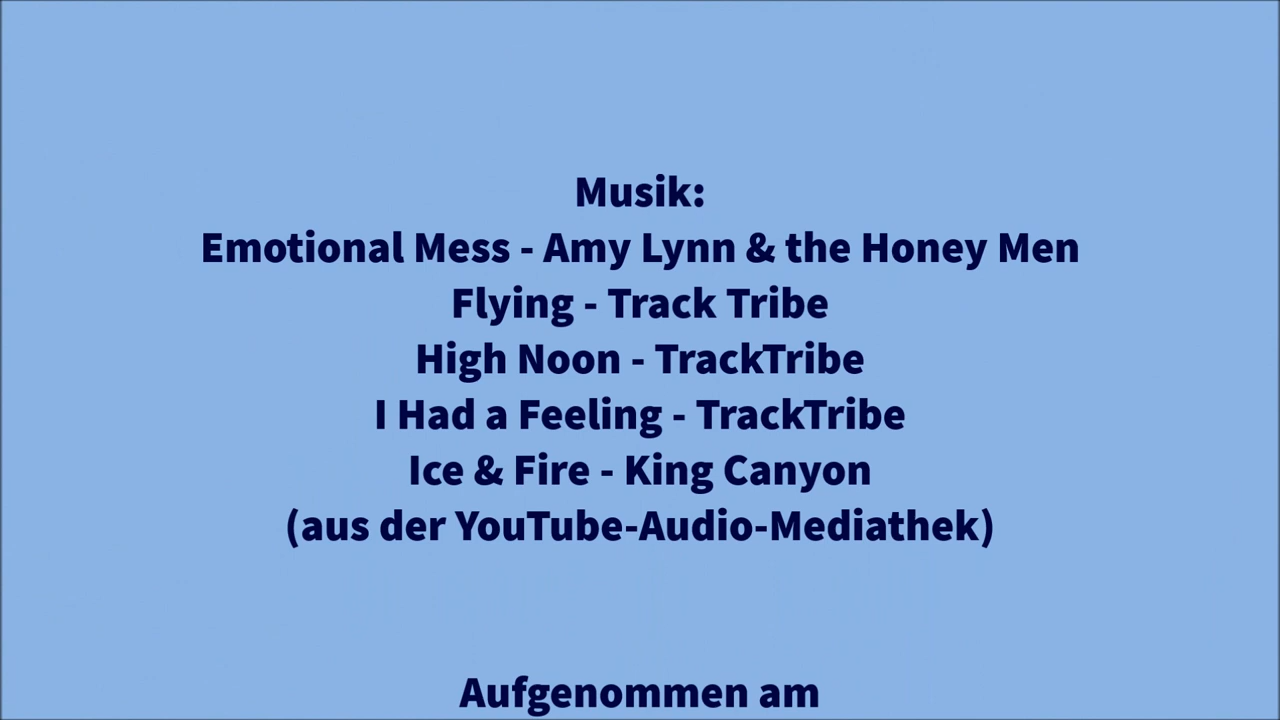 Musik:
Emotional Mess - Amy Lynn & the Honey Men
Flying - Track Tribe
High Noon - TrackTribe
I Had a Feeling - TrackTribe
Ice & Fire - King Canyon
(aus der YouTube-Audio-Mediathek)
Aufgenommen am